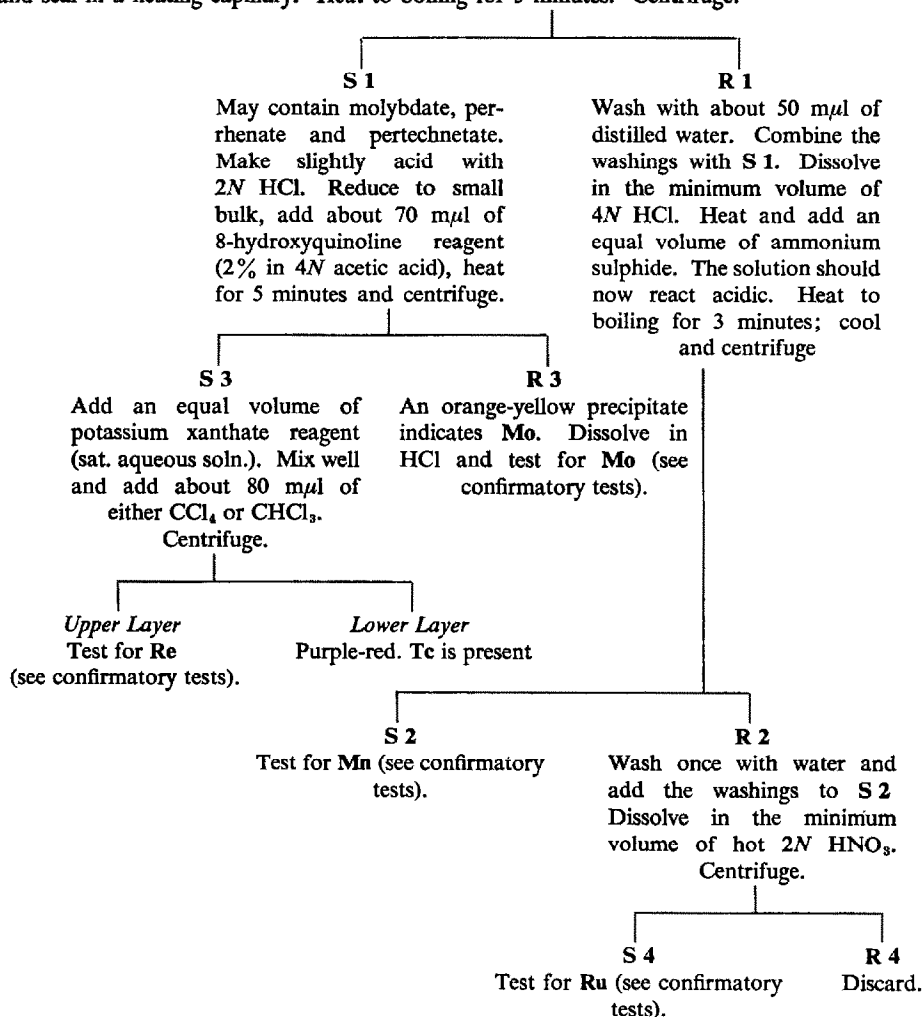 and seal in a heating capillary. Heat to boiling for 5 minutes. Centrifuge.
S 1
May contain molybdate, per-
rhenate and pertechnetate.
Make slightly acid with
2N HCl. Reduce to small
bulk, add about 70 mμl of
8-hydroxyquinoline reagent
(2% in 4N acetic acid), heat
for 5 minutes and centrifuge.
R 1
Wash with about 50 mμl of
distilled water. Combine the
washings with S 1. Dissolve
in the minimum volume of
4N HCl. Heat and add an
equal volume of ammonium
sulphide. The solution should
now react acidic. Heat to
boiling for 3 minutes; cool
and centrifuge
S 3
Add an equal volume of
potassium xanthate reagent
(sat. aqueous soln.). Mix well
and add about 80 mμl of
either CCl₄ or CHCl₃.
Centrifuge.
R 3
An orange-yellow precipitate
indicates Mo. Dissolve in
HCl and test for Mo (see
confirmatory tests).
Upper Layer
Test for Re
(see confirmatory tests).
Lower Layer
Purple-red. Tc is present
S 2
Test for Mn (see confirmatory
tests).
R 2
Wash once with water and
add the washings to S 2
Dissolve in the minimum
volume of hot 2N HNO₃.
Centrifuge.
S 4
Test for Ru (see confirmatory
tests).
R 4
Discard.